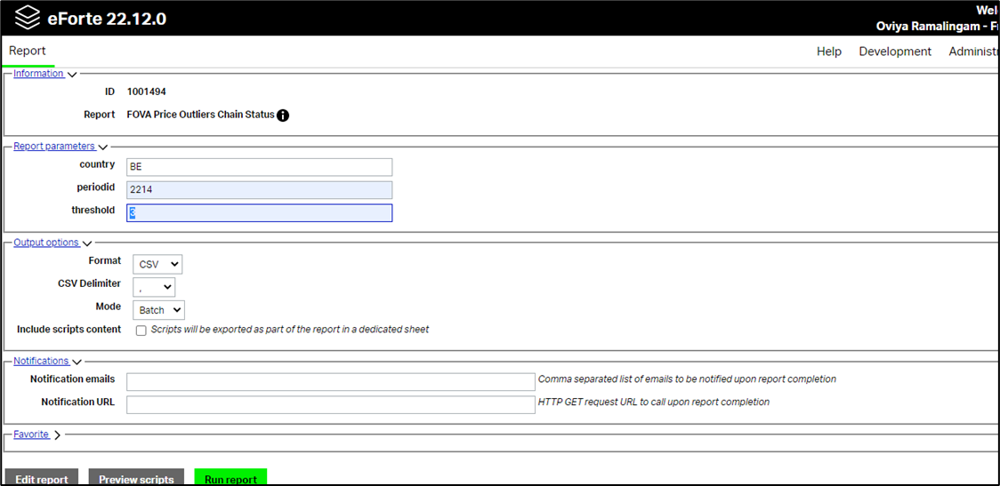 eForte 22.12.0
Wel
Oviya Ramalingam - Fr
Report
Help Development Administr
Information
ID 1001494
Report FOVA Price Outliers Chain Status
Report parameters
country BE
periodid 2214
threshold 3
Output options
Format CSV
CSV Delimiter ,
Mode Batch
Include scripts content Scripts will be exported as part of the report in a dedicated sheet
Notifications
Notification emails Comma separated list of emails to be notified upon report completion
Notification URL HTTP GET request URL to call upon report completion
Favorite
Edit report Preview scripts Run report